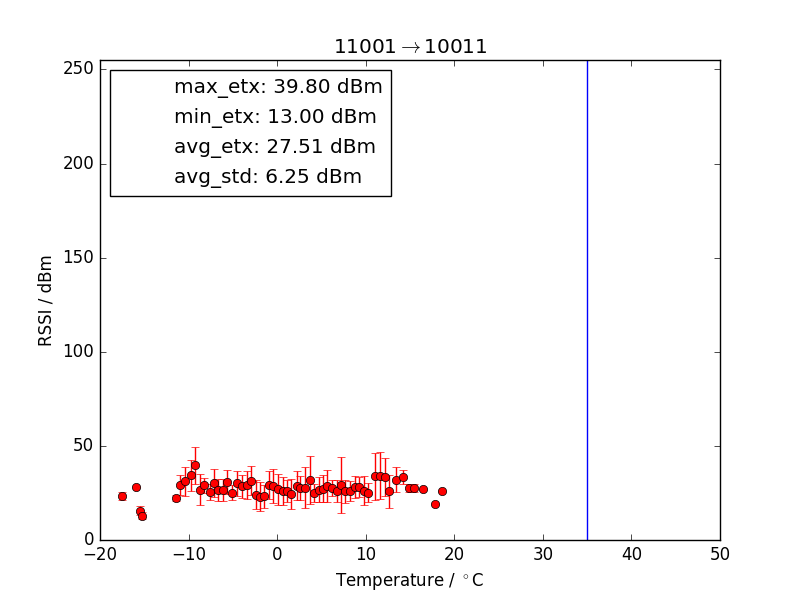 11001→10011
max_etx: 39.80 dBm
min_etx: 13.00 dBm
avg_etx: 27.51 dBm
avg_std: 6.25 dBm
RSSI / dBm
250
200
150
100
50
0
−20 −10 0 10 20 30 40 50
Temperature / °C